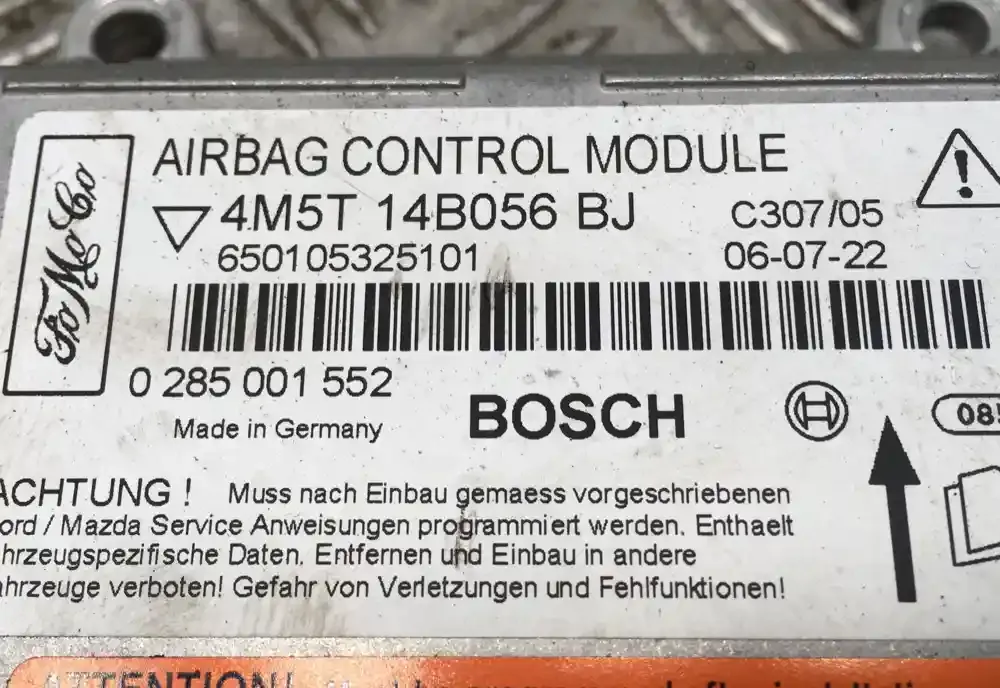 FoMoCo
AIRBAG CONTROL MODULE
4M5T 14B056 BJ C307/05
650105325101 06-07-22
0 285 001 552
Made in Germany
BOSCH
ACHTUNG ! Muss nach Einbau gemaess vorgeschriebenen
ord / Mazda Service Anweisungen programmiert werden. Enthaelt
hrzeugspezifische Daten. Entfernen und Einbau in andere
ahrzeuge verboten! Gefahr von Verletzungen und Fehlfunktionen!
ATTENTION!